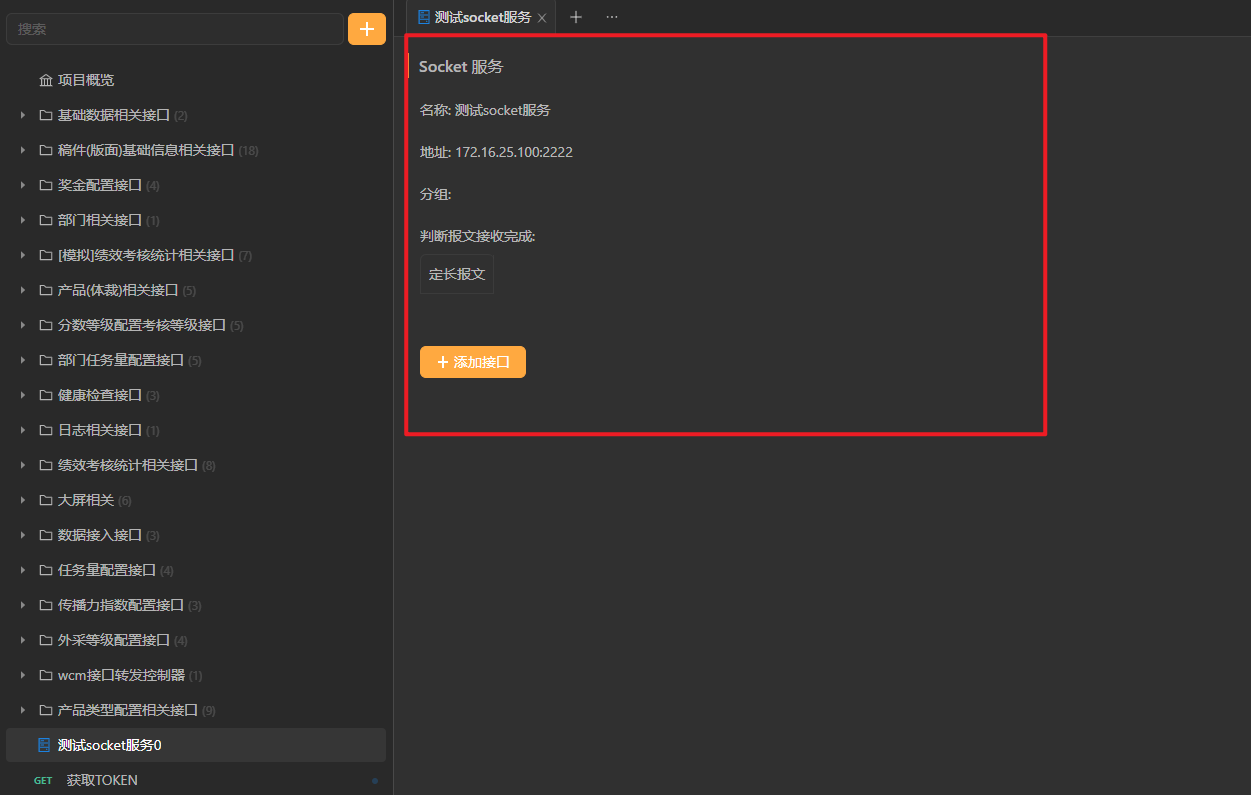 搜索
项目概览
基础数据相关接口 (2)
稿件(版面)基础信息相关接口 (18)
奖金配置接口 (4)
部门相关接口 (1)
[模拟]绩效考核统计相关接口 (7)
产品(体裁)相关接口 (5)
分数等级配置考核等级接口 (5)
部门任务量配置接口 (5)
健康检查接口 (3)
日志相关接口 (1)
绩效考核统计相关接口 (8)
大屏相关 (6)
数据接入接口 (3)
任务量配置接口 (4)
传播力指数配置接口 (3)
外采等级配置接口 (4)
wcm接口转发控制器 (1)
产品类型配置相关接口 (9)
测试socket服务0
GET 获取TOKEN
测试socket服务
Socket 服务
名称: 测试socket服务
地址: 172.16.25.100:2222
分组:
判断报文接收完成:
定长报文
添加接口